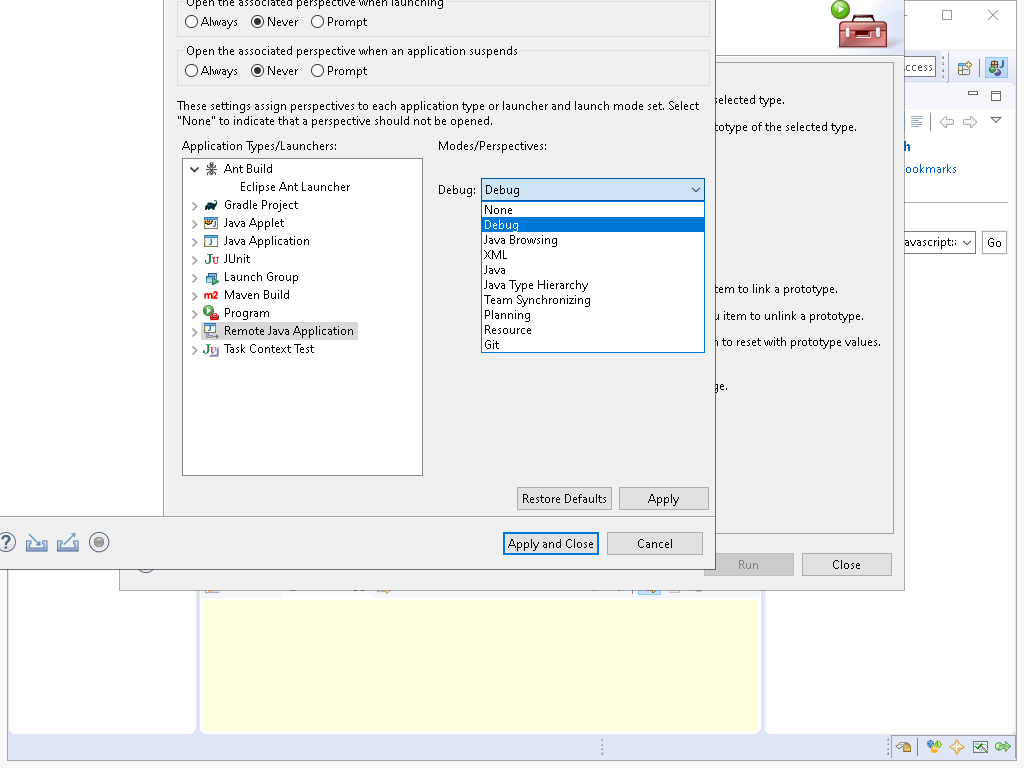 Open the associated perspective when launching
Always Never Prompt
Open the associated perspective when an application suspends
Always Never Prompt
These settings assign perspectives to each application type or launcher and launch mode set. Select
"None" to indicate that a perspective should not be opened.
Application Types/Launchers:
Modes/Perspectives:
Ant Build
Eclipse Ant Launcher
Gradle Project
Java Applet
Java Application
JUnit
Launch Group
Maven Build
Program
Remote Java Application
Task Context Test
Debug: Debug
None
Debug
Java Browsing
XML
Java
Java Type Hierarchy
Team Synchronizing
Planning
Resource
Git
Restore Defaults Apply
Apply and Close Cancel
selected type.
totype of the selected type.
tem to link a prototype.
u item to unlink a prototype.
n to reset with prototype values.
ge.
Run Close
ccess
h
ookmarks
avascript:: Go